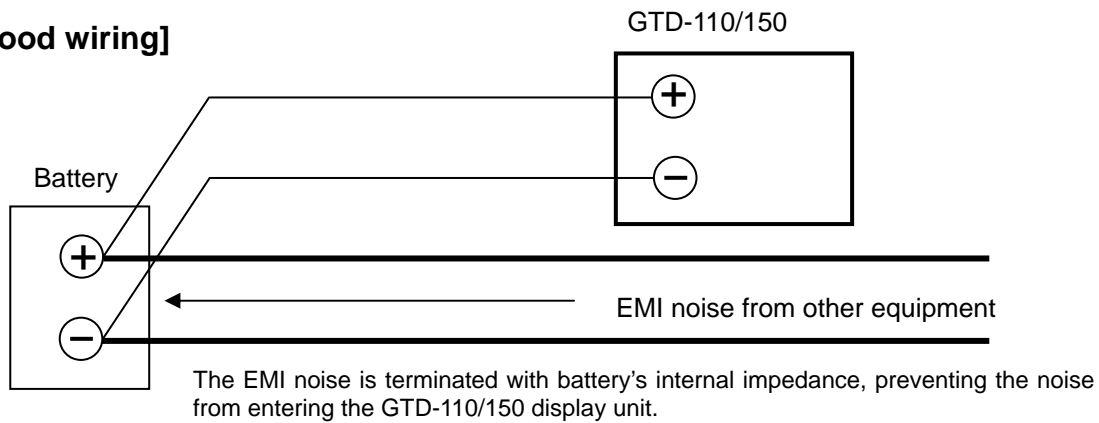 GTD-110/150
ood wiring]
+
−
Battery
+
−
EMI noise from other equipment
The EMI noise is terminated with battery's internal impedance, preventing the noise
from entering the GTD-110/150 display unit.